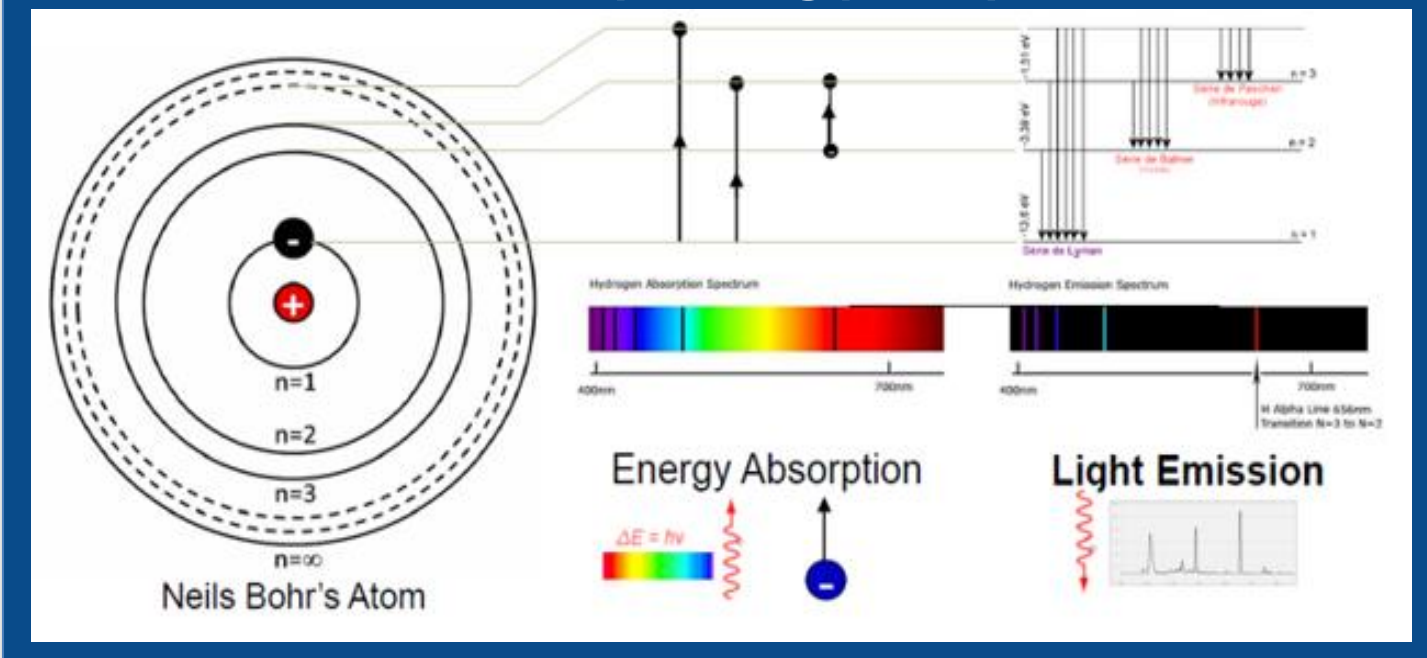 -
+
n=1
n=2
n=3
n=∞
Neils Bohr's Atom
-1,51 eV
n = 3
Série de Paschen
(Infrarouge)
-3,39 eV
n = 2
Série de Balmer
-13,6 eV
n = 1
Série de Lyman
Hydrogen Absorption Spectrum
400nm
700nm
Hydrogen Emission Spectrum
400nm
700nm
H Alpha Line 656nm
Transition N=3 to N=2
Energy Absorption
ΔE = hν
-
Light Emission